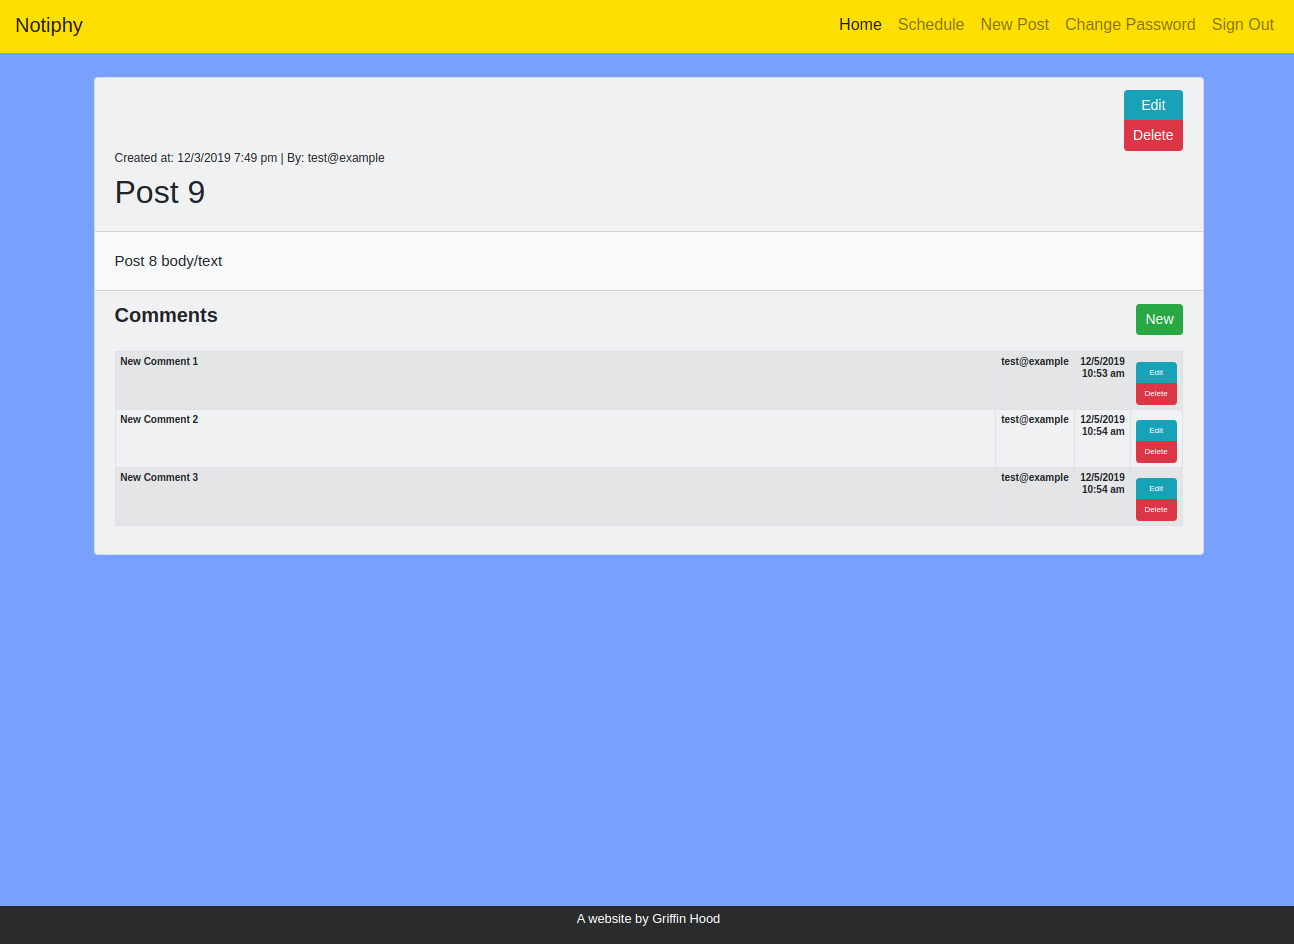 Notiphy
Home Schedule New Post Change Password Sign Out
Edit
Delete
Created at: 12/3/2019 7:49 pm | By: test@example
Post 9
Post 8 body/text
Comments
New
New Comment 1 test@example 12/5/2019
10:53 am
Edit
Delete
New Comment 2 test@example 12/5/2019
10:54 am
Edit
Delete
New Comment 3 test@example 12/5/2019
10:54 am
Edit
Delete
A website by Griffin Hood